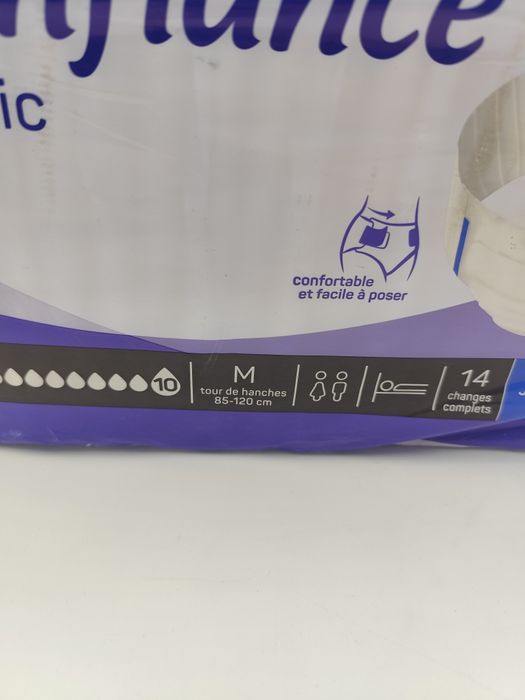 nfiance
ic
confortable
et facile à poser
10
M
tour de hanches
85-120 cm
14
changes
complets